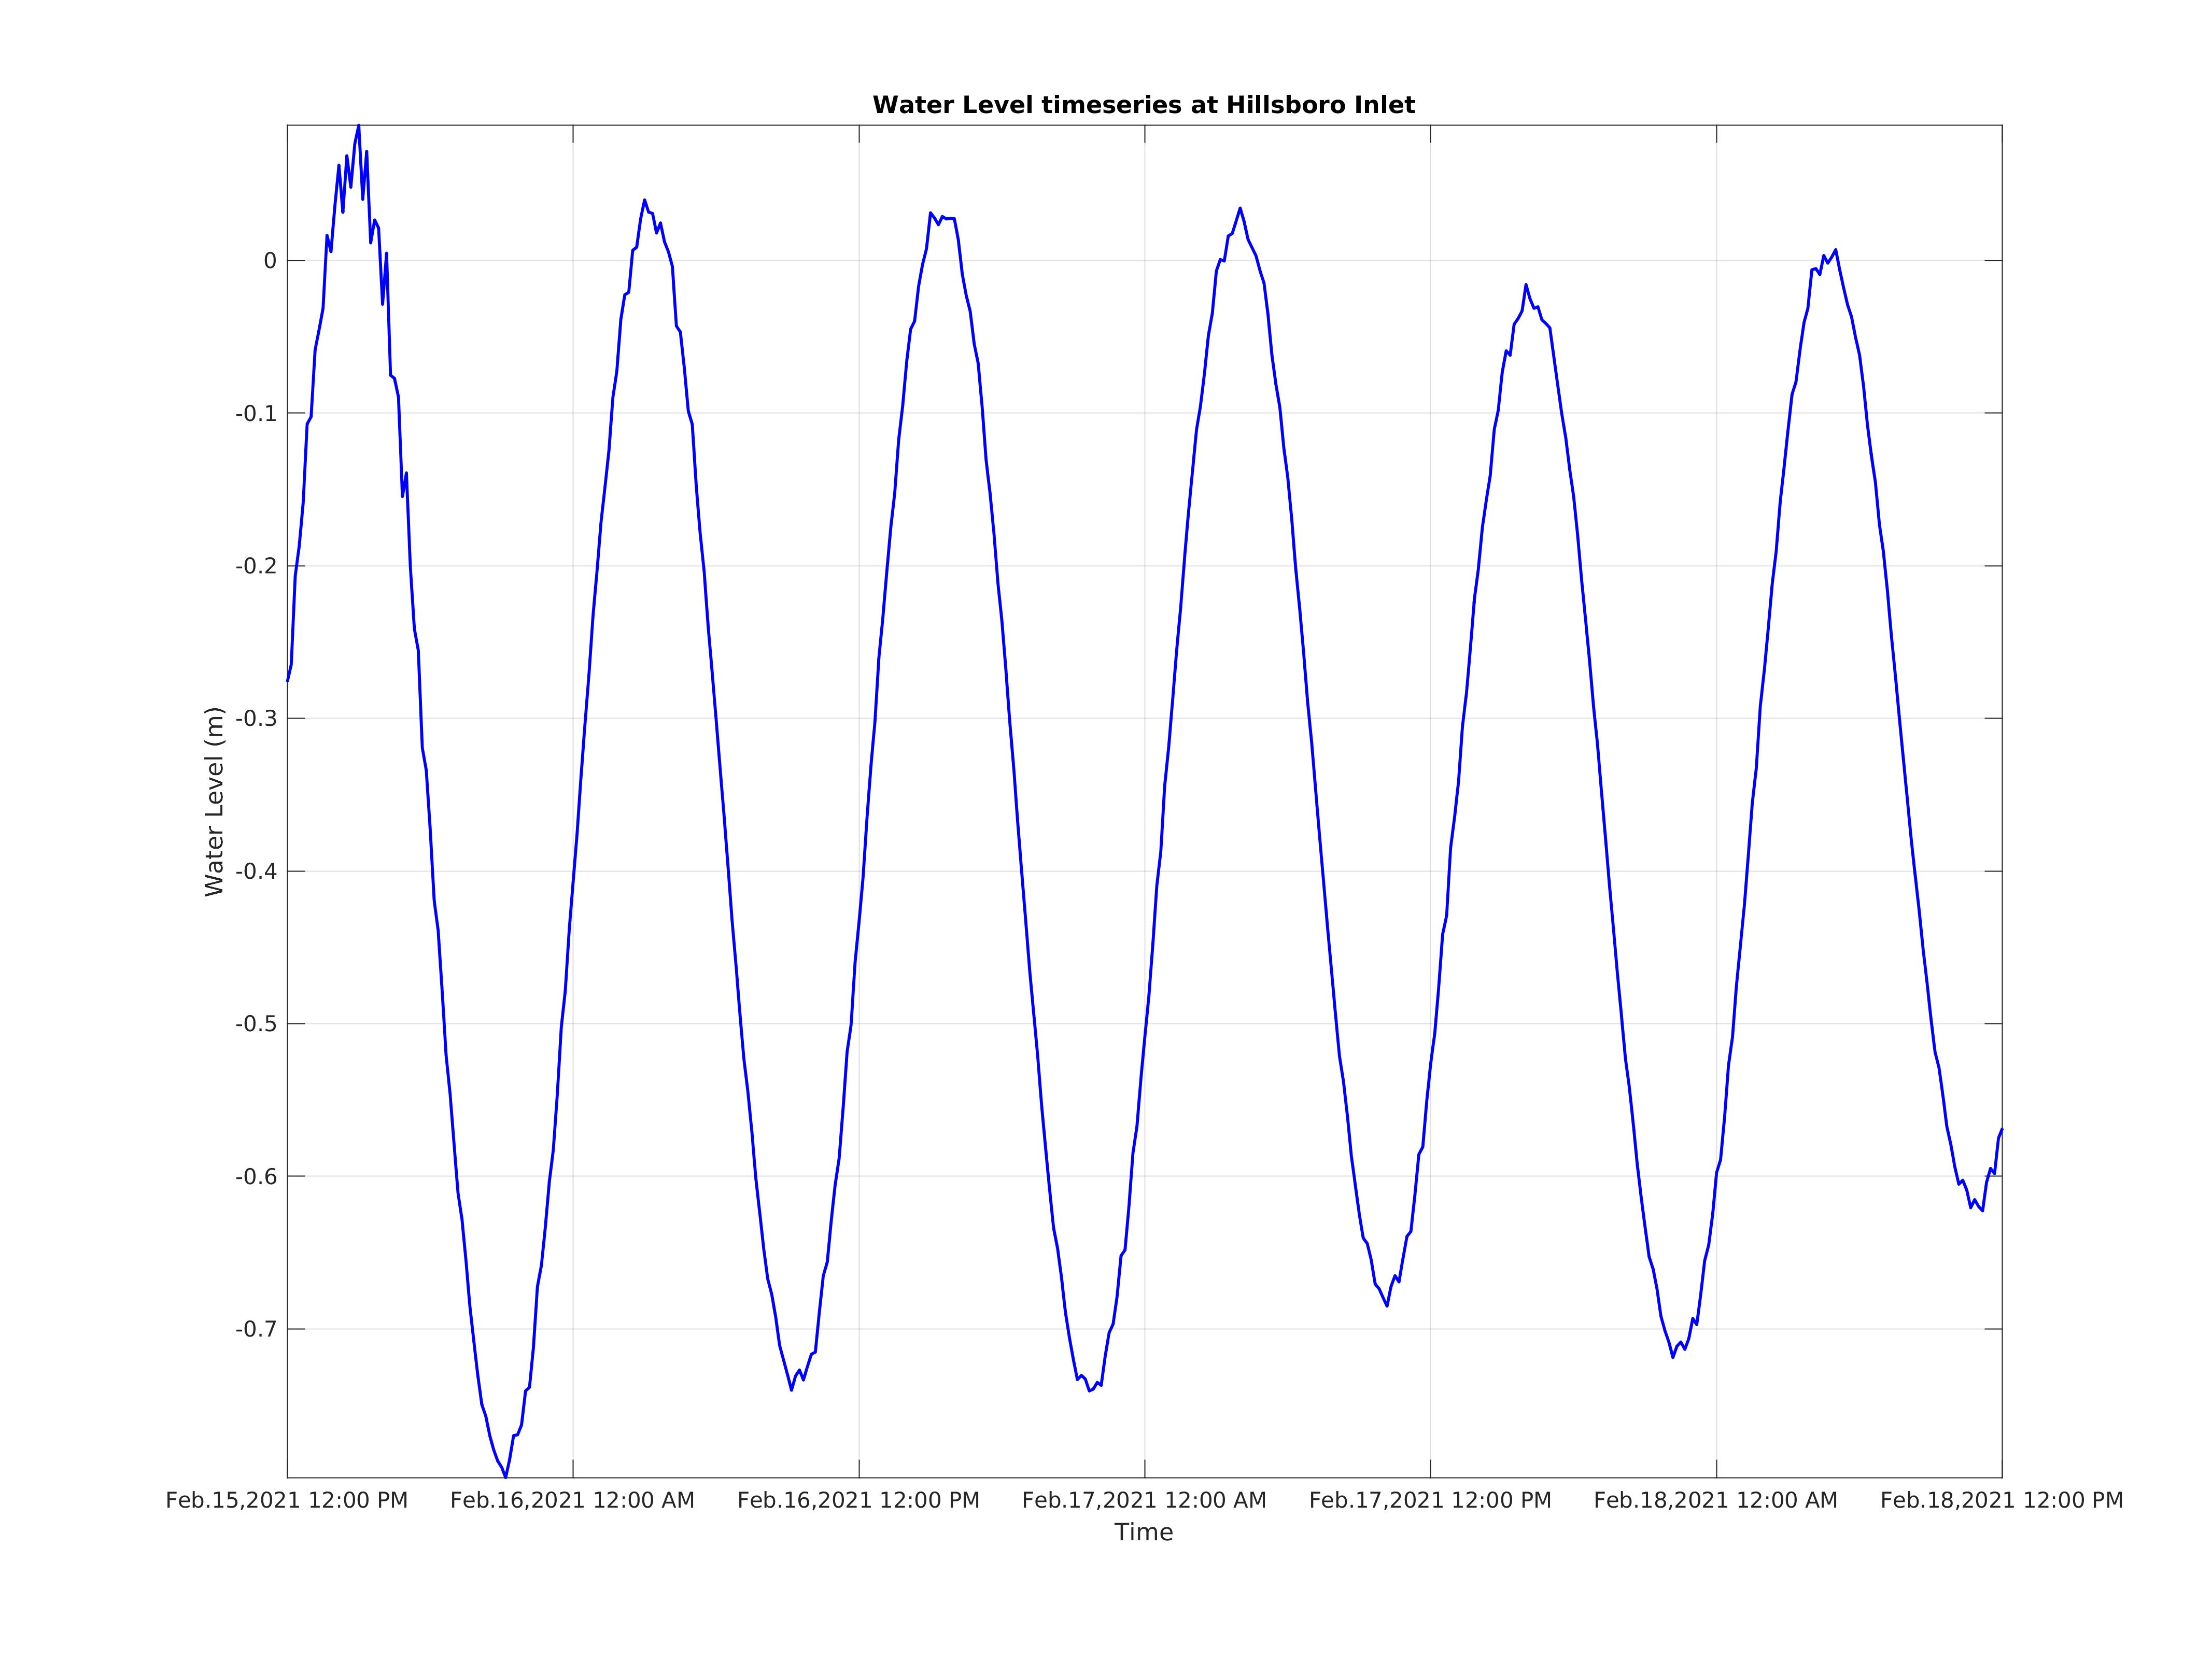 Water Level timeseries at Hillsboro Inlet
0
-0.1
-0.2
-0.3
-0.4
-0.5
-0.6
-0.7
Water Level (m)
Feb.15,2021 12:00 PM Feb.16,2021 12:00 AM Feb.16,2021 12:00 PM Feb.17,2021 12:00 AM Feb.17,2021 12:00 PM Feb.18,2021 12:00 AM Feb.18,2021 12:00 PM
Time